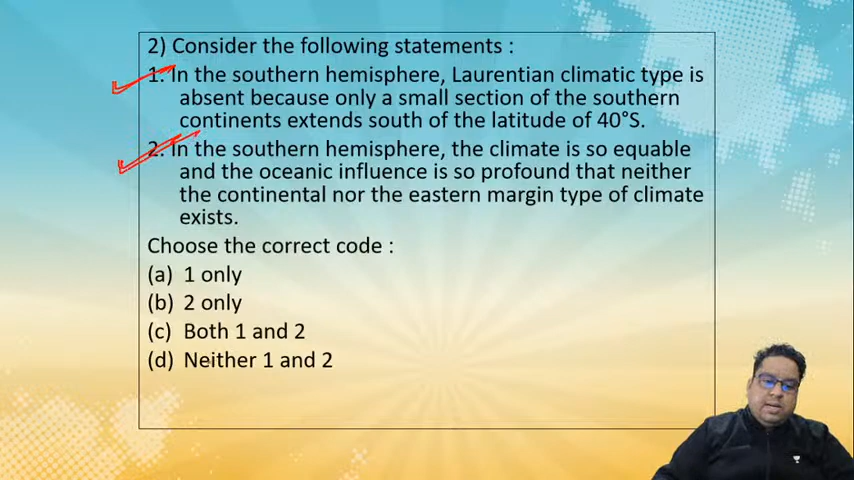 2) Consider the following statements :
1. In the southern hemisphere, Laurentian climatic type is
absent because only a small section of the southern
continents extends south of the latitude of 40°S.
2. In the southern hemisphere, the climate is so equable
and the oceanic influence is so profound that neither
the continental nor the eastern margin type of climate
exists.
Choose the correct code :
(a) 1 only
(b) 2 only
(c) Both 1 and 2
(d) Neither 1 and 2